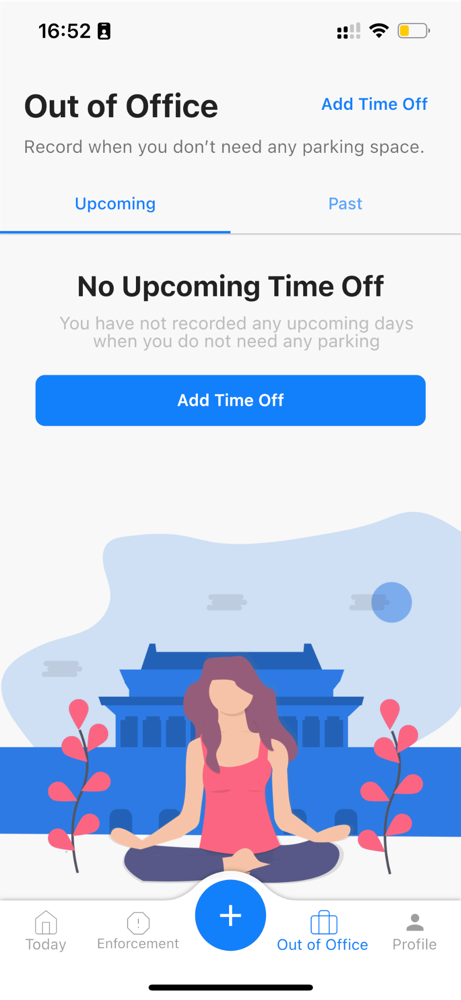 16:52
Out of Office
Add Time Off
Record when you don’t need any parking space.
Upcoming
Past
No Upcoming Time Off
You have not recorded any upcoming days
when you do not need any parking
Add Time Off
Today
Enforcement
Out of Office
Profile